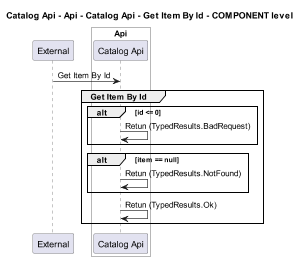 Catalog Api - Api - Catalog Api - Get Item By Id - COMPONENT level
Api
External
Catalog Api
Get Item By Id
Get Item By Id
alt
[id <= 0]
Retun (TypedResults.BadRequest)
alt
[item == null]
Retun (TypedResults.NotFound)
Retun (TypedResults.Ok)
External
Catalog Api